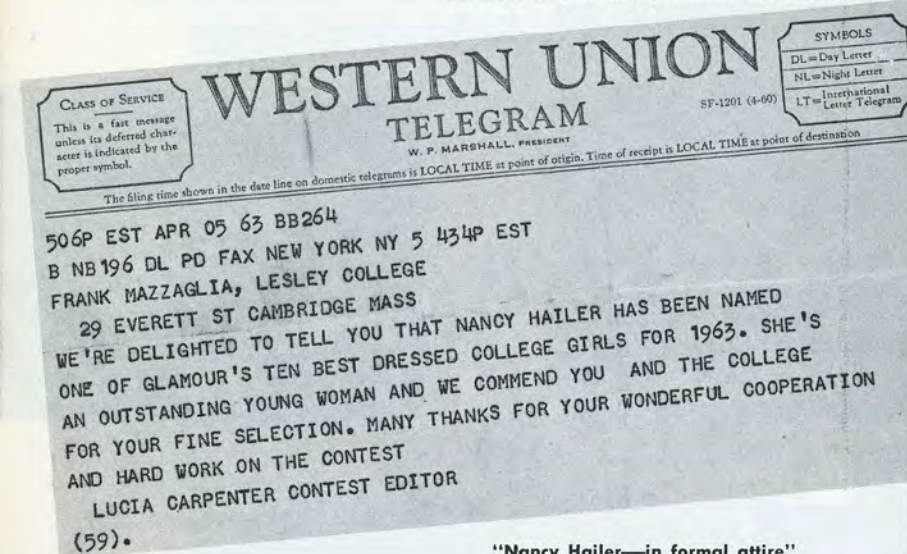 CLASS OF SERVICE
This is a fast message
unless its deferred char-
acter is indicated by the
proper symbol.
WESTERN UNION
TELEGRAM
W. P. MARSHALL, PRESIDENT
SF-1201 (4-60)
SYMBOLS
DL=Day Letter
NL=Night Letter
LT=International
Letter Telegram
The filing time shown in the date line on domestic telegrams is LOCAL TIME at point of origin. Time of receipt is LOCAL TIME at point of destination
506P EST APR 05 63 BB264
B NB196 DL PD FAX NEW YORK NY 5 434P EST
FRANK MAZZAGLIA, LESLEY COLLEGE
29 EVERETT ST CAMBRIDGE MASS
WE'RE DELIGHTED TO TELL YOU THAT NANCY HAILER HAS BEEN NAMED
ONE OF GLAMOUR'S TEN BEST DRESSED COLLEGE GIRLS FOR 1963. SHE'S
AN OUTSTANDING YOUNG WOMAN AND WE COMMEND YOU AND THE COLLEGE
FOR YOUR FINE SELECTION. MANY THANKS FOR YOUR WONDERFUL COOPERATION
AND HARD WORK ON THE CONTEST
LUCIA CARPENTER CONTEST EDITOR
(59).
"Nancy Hailer—in formal attire"